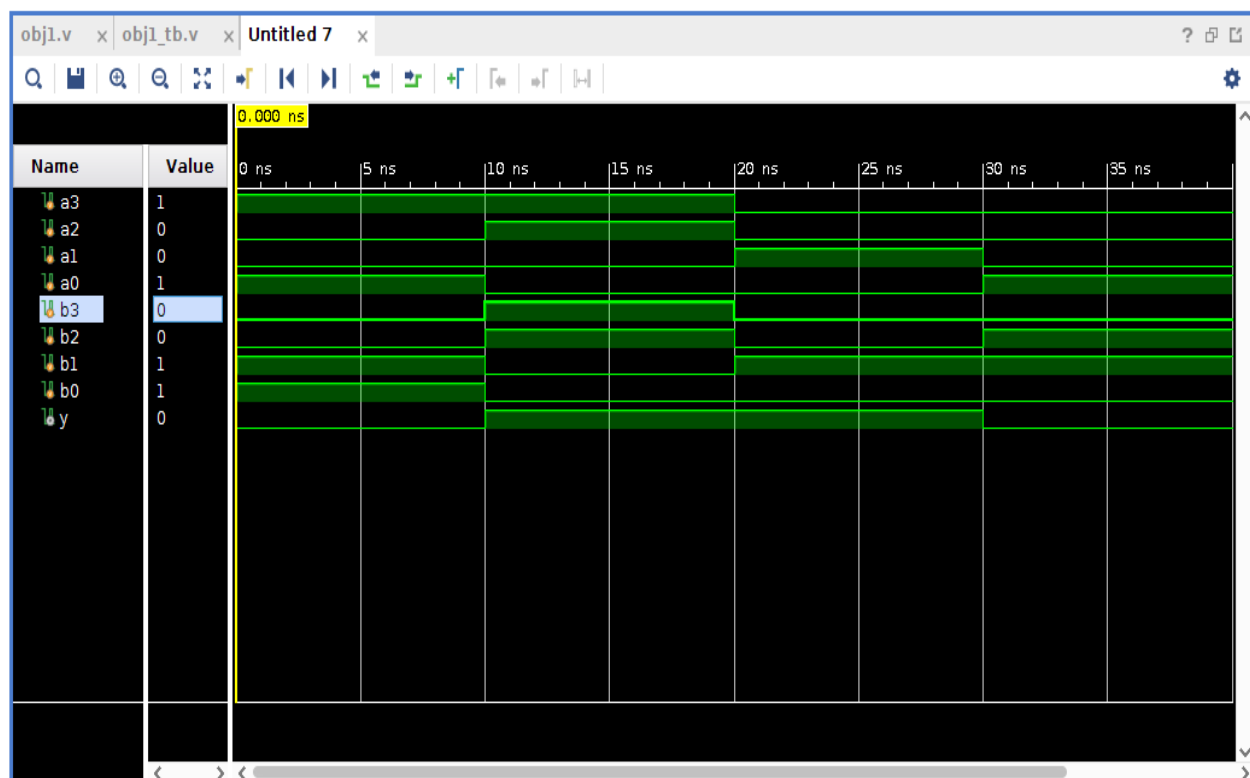 obj1.v x obj1_tb.v x Untitled 7 x ?
0.000 ns
Name Value 0 ns 5 ns 10 ns 15 ns 20 ns 25 ns 30 ns 35 ns
a3 1
a2 0
a1 0
a0 1
b3 0
b2 0
b1 1
b0 1
y 0